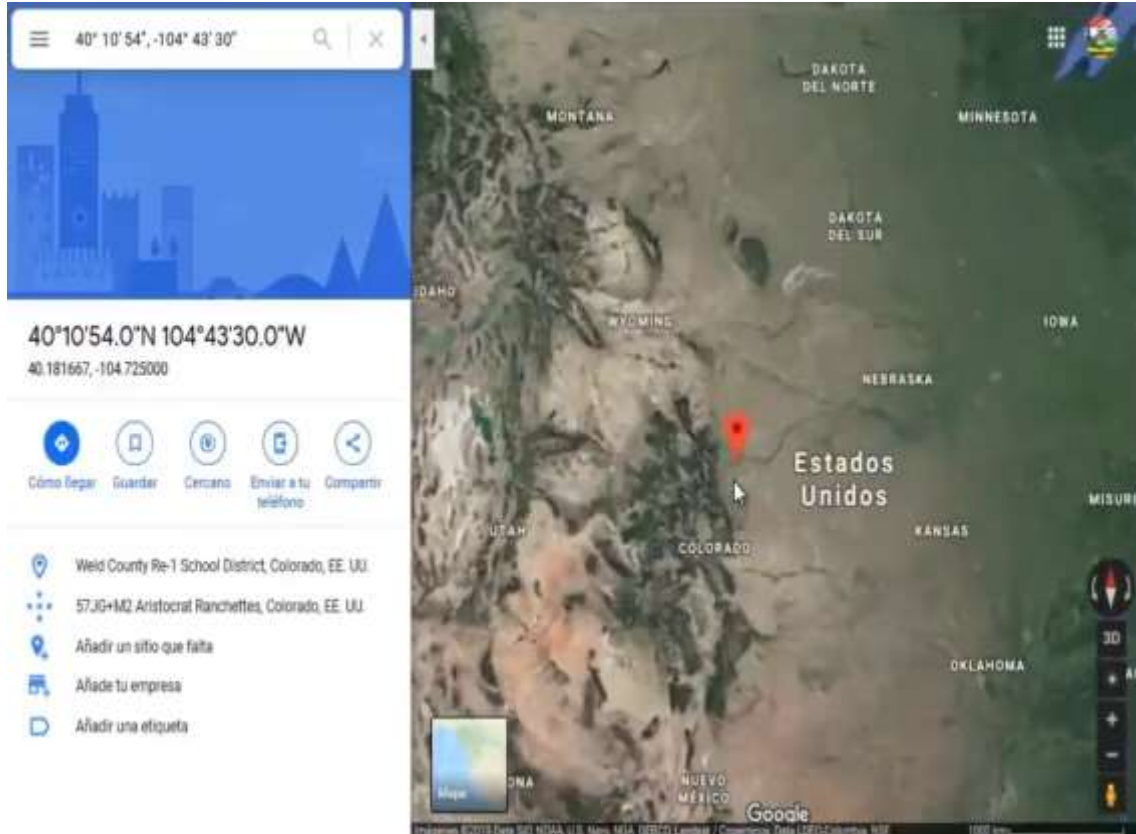 40° 10' 54", -104° 43' 30"
40°10'54.0"N 104°43'30.0"W
40.181667, -104.725000
Cómo llegar
Guardar
Cercano
Enviar a tu
teléfono
Compartir
Weld County Re-1 School District, Colorado, EE. UU.
57JG+M2 Aristocrat Ranchettes, Colorado, EE. UU.
Añadir un sitio que falta
Añade tu empresa
Añadir una etiqueta
DAKOTA
DEL NORTE
MONTANA
MINNESOTA
DAKOTA
DEL SUR
IDAHO
WYOMING
IOWA
NEBRASKA
Estados
Unidos
MISURI
UTAH
COLORADO
KANSAS
3D
OKLAHOMA
Mapa
ONA
NUEVO
MÉXICO
Google